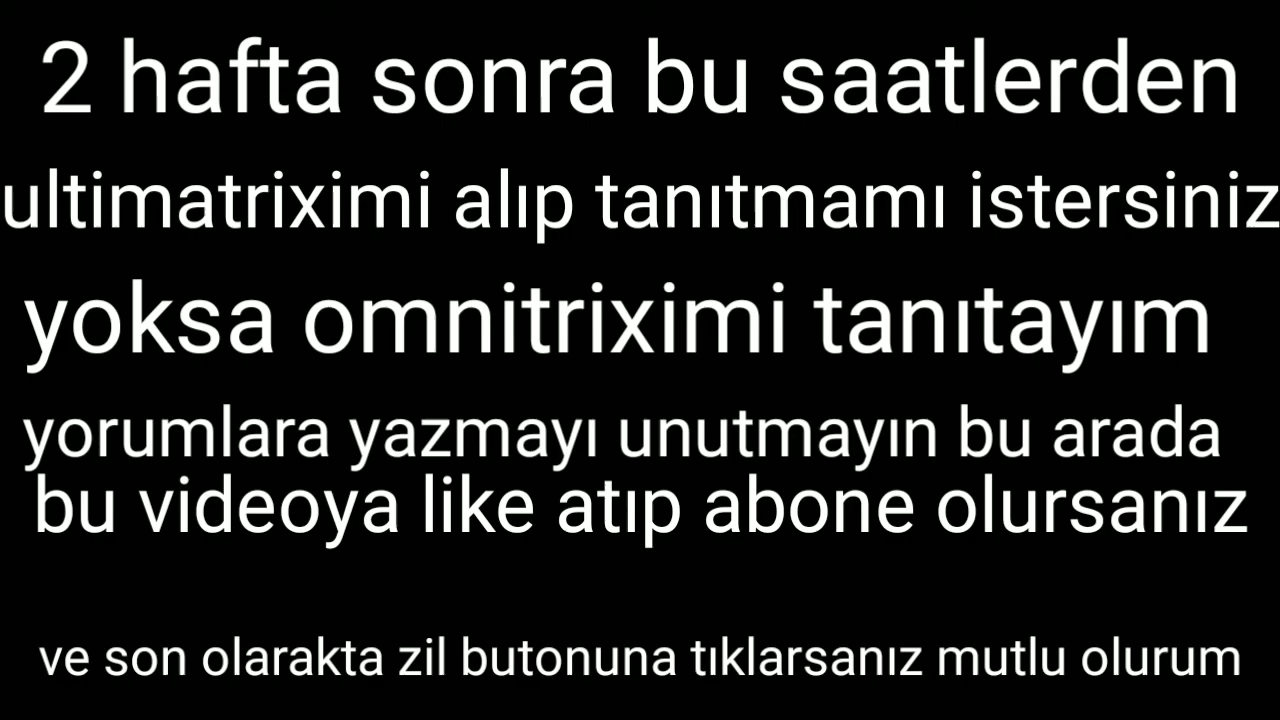 2 hafta sonra bu saatlerden
ultimatriximi alıp tanıtmamı istersiniz
yoksa omnitriximi tanıtayım
yorumlara yazmayı unutmayın bu arada
bu videoya like atıp abone olursanız
ve son olarakta zil butonuna tıklarsanız mutlu olurum